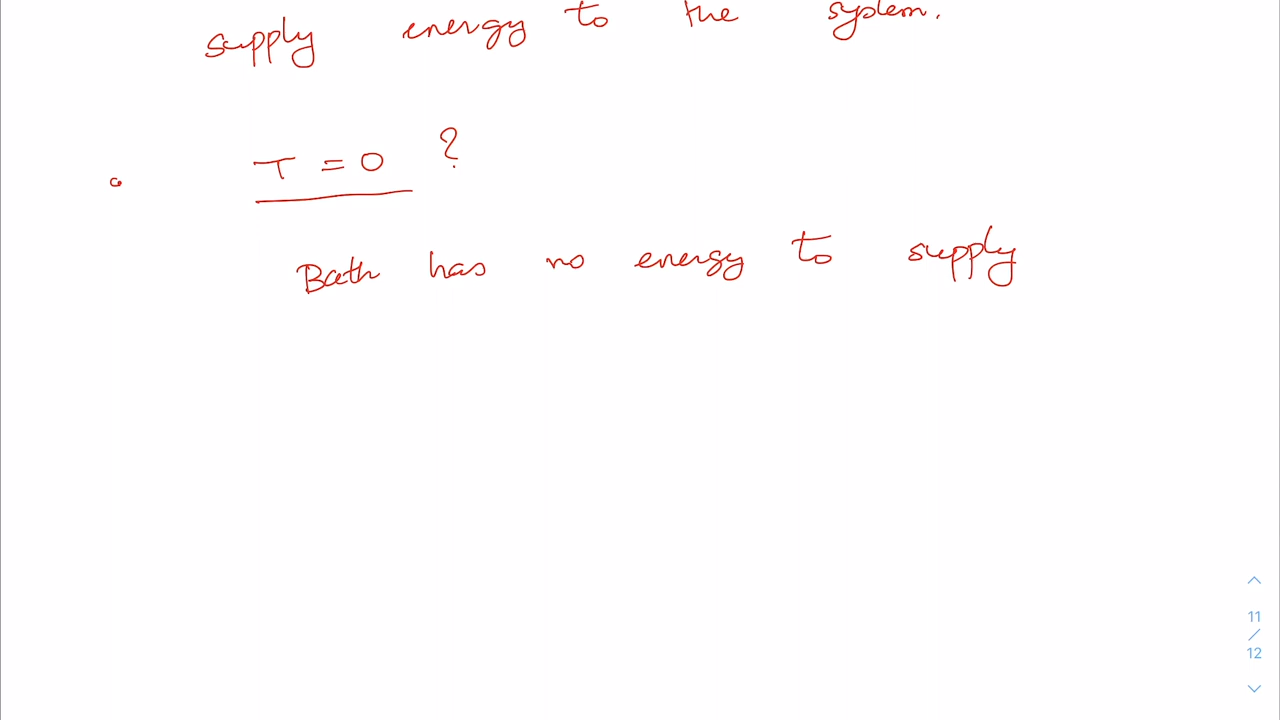 supply energy to the system.
T = 0 ?
Bath has no energy to supply
11
/
12